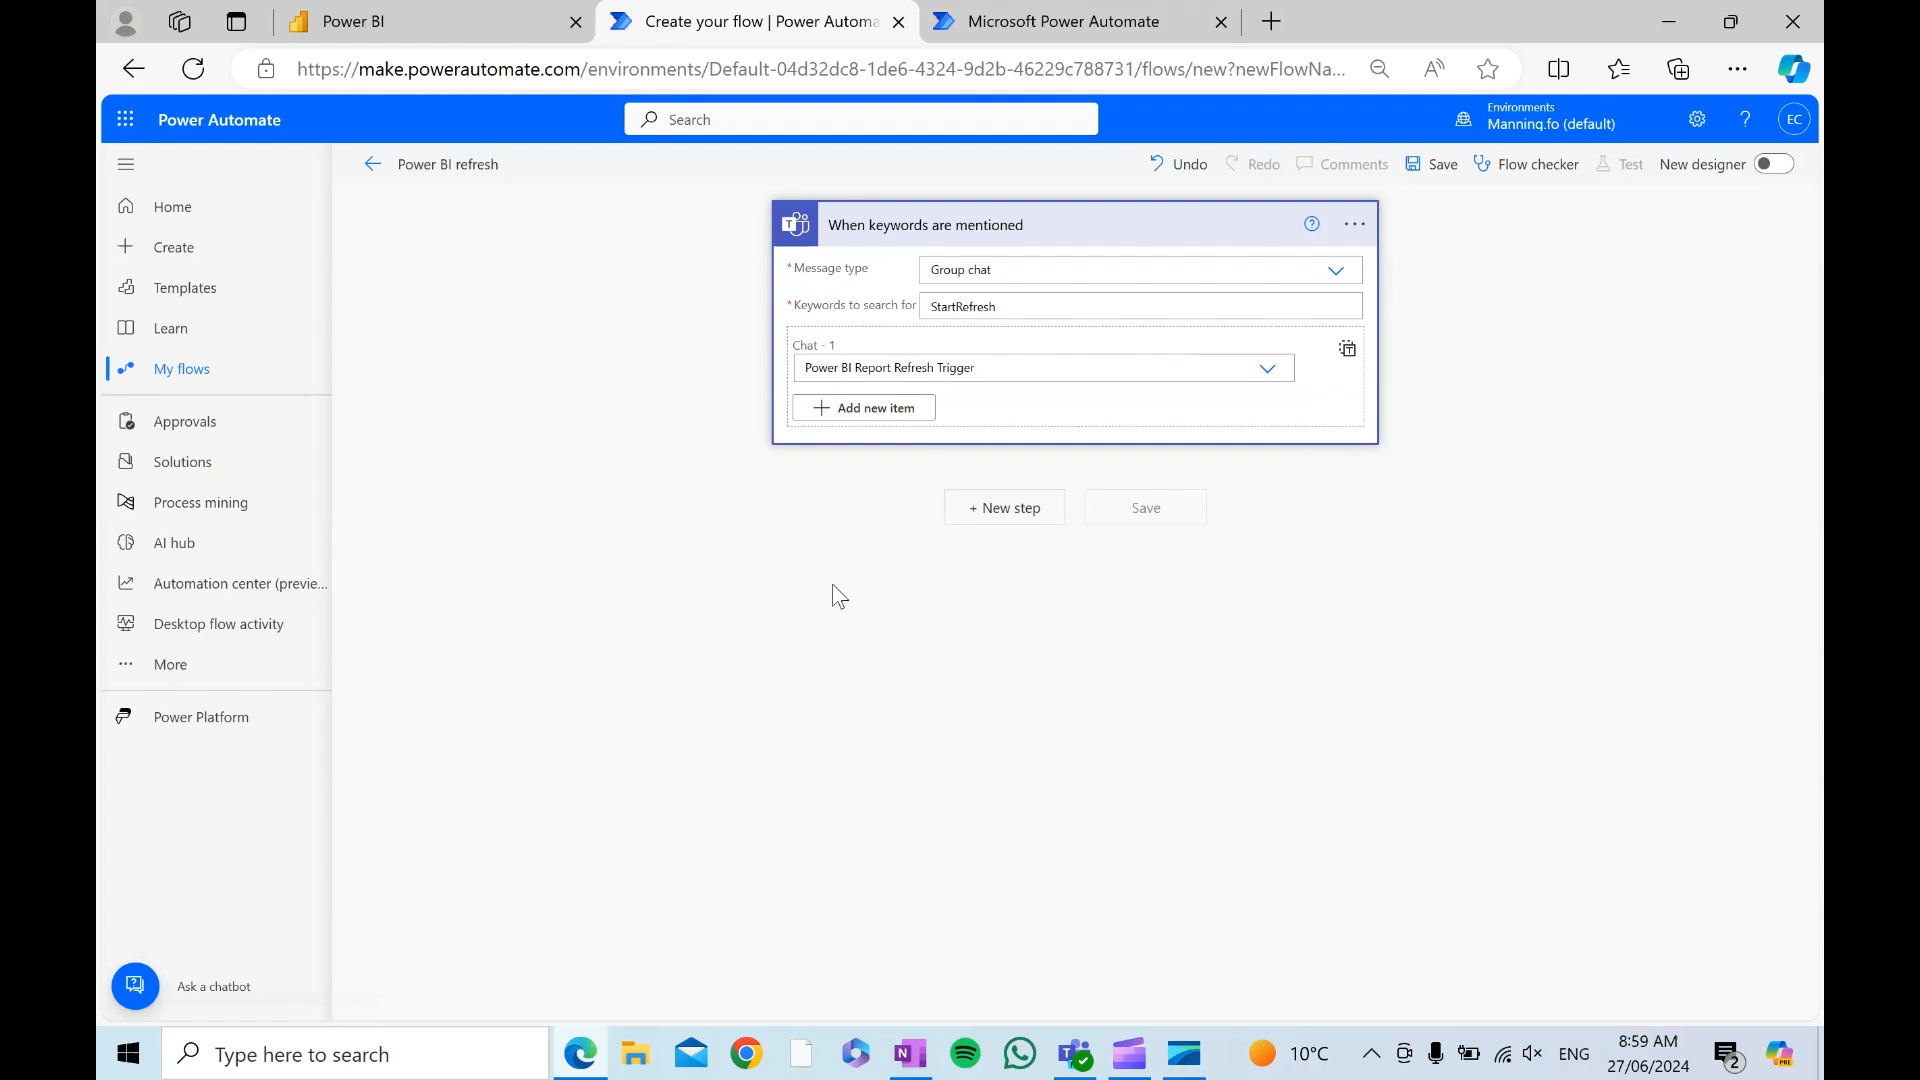 Power BI
Create your flow | Power Automa
Microsoft Power Automate
https://make.powerautomate.com/environments/Default-04d32dc8-1de6-4324-9d2b-46229c788731/flows/new?newFlowNa...
Power Automate
Search
Environments
Manning.fo (default)
EC
Power BI refresh
Undo
Redo
Comments
Save
Flow checker
Test
New designer
Home
Create
Templates
Learn
My flows
Approvals
Solutions
Process mining
AI hub
Automation center (previe...
Desktop flow activity
More
Power Platform
Ask a chatbot
When keywords are mentioned
* Message type
Group chat
* Keywords to search for
StartRefresh
Chat - 1
Power BI Report Refresh Trigger
Add new item
+ New step
Save
Type here to search
10°C
ENG
8:59 AM
27/06/2024
2